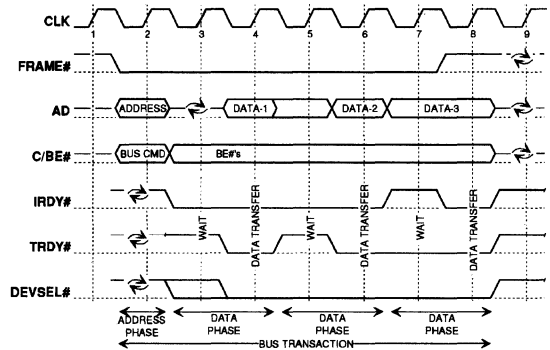 CLK
1 2 3 4 5 6 7 8 9
FRAME#
AD
ADDRESS DATA-1 DATA-2 DATA-3
C/BE#
BUS CMD BE#'s
IRDY#
WAIT DATA TRANSFER WAIT DATA TRANSFER WAIT DATA TRANSFER
TRDY#
DEVSEL#
ADDRESS PHASE
DATA PHASE
DATA PHASE
DATA PHASE
BUS TRANSACTION